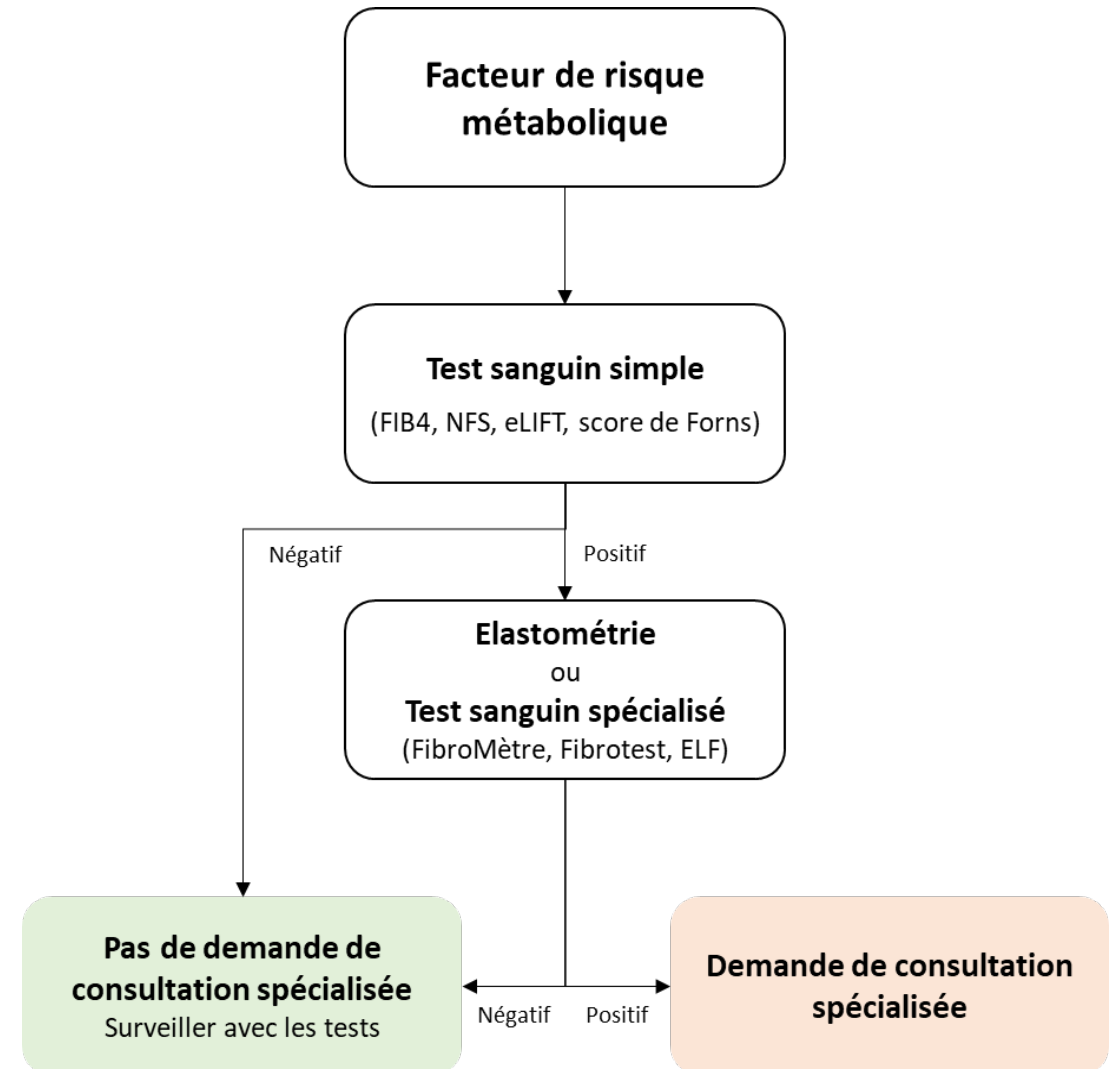 Facteur de risque
métabolique
Test sanguin simple
(FIB4, NFS, eLIFT, score de Forns)
Négatif
Positif
Elastométrie
ou
Test sanguin spécialisé
(FibroMètre, Fibrotest, ELF)
Pas de demande de
consultation spécialisée
Surveiller avec les tests
Négatif
Positif
Demande de consultation
spécialisée